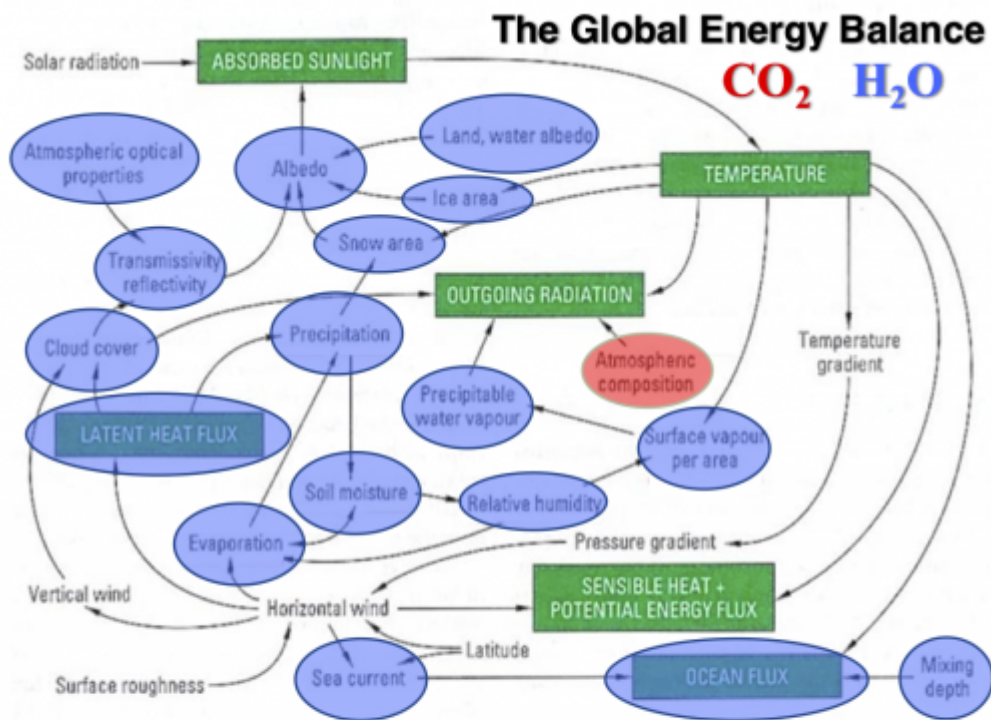 The Global Energy Balance
CO₂ H₂O
Solar radiation
ABSORBED SUNLIGHT
Atmospheric optical
properties
Albedo
Land, water albedo
Ice area
TEMPERATURE
Snow area
Transmissivity
reflectivity
OUTGOING RADIATION
Cloud cover
Precipitation
Temperature
gradient
Atmospheric
composition
Precipitable
water vapour
LATENT HEAT FLUX
Surface vapour
per area
Soil moisture
Relative humidity
Evaporation
Pressure gradient
SENSIBLE HEAT +
POTENTIAL ENERGY FLUX
Vertical wind
Horizontal wind
Latitude
Surface roughness
Sea current
OCEAN FLUX
Mixing
depth